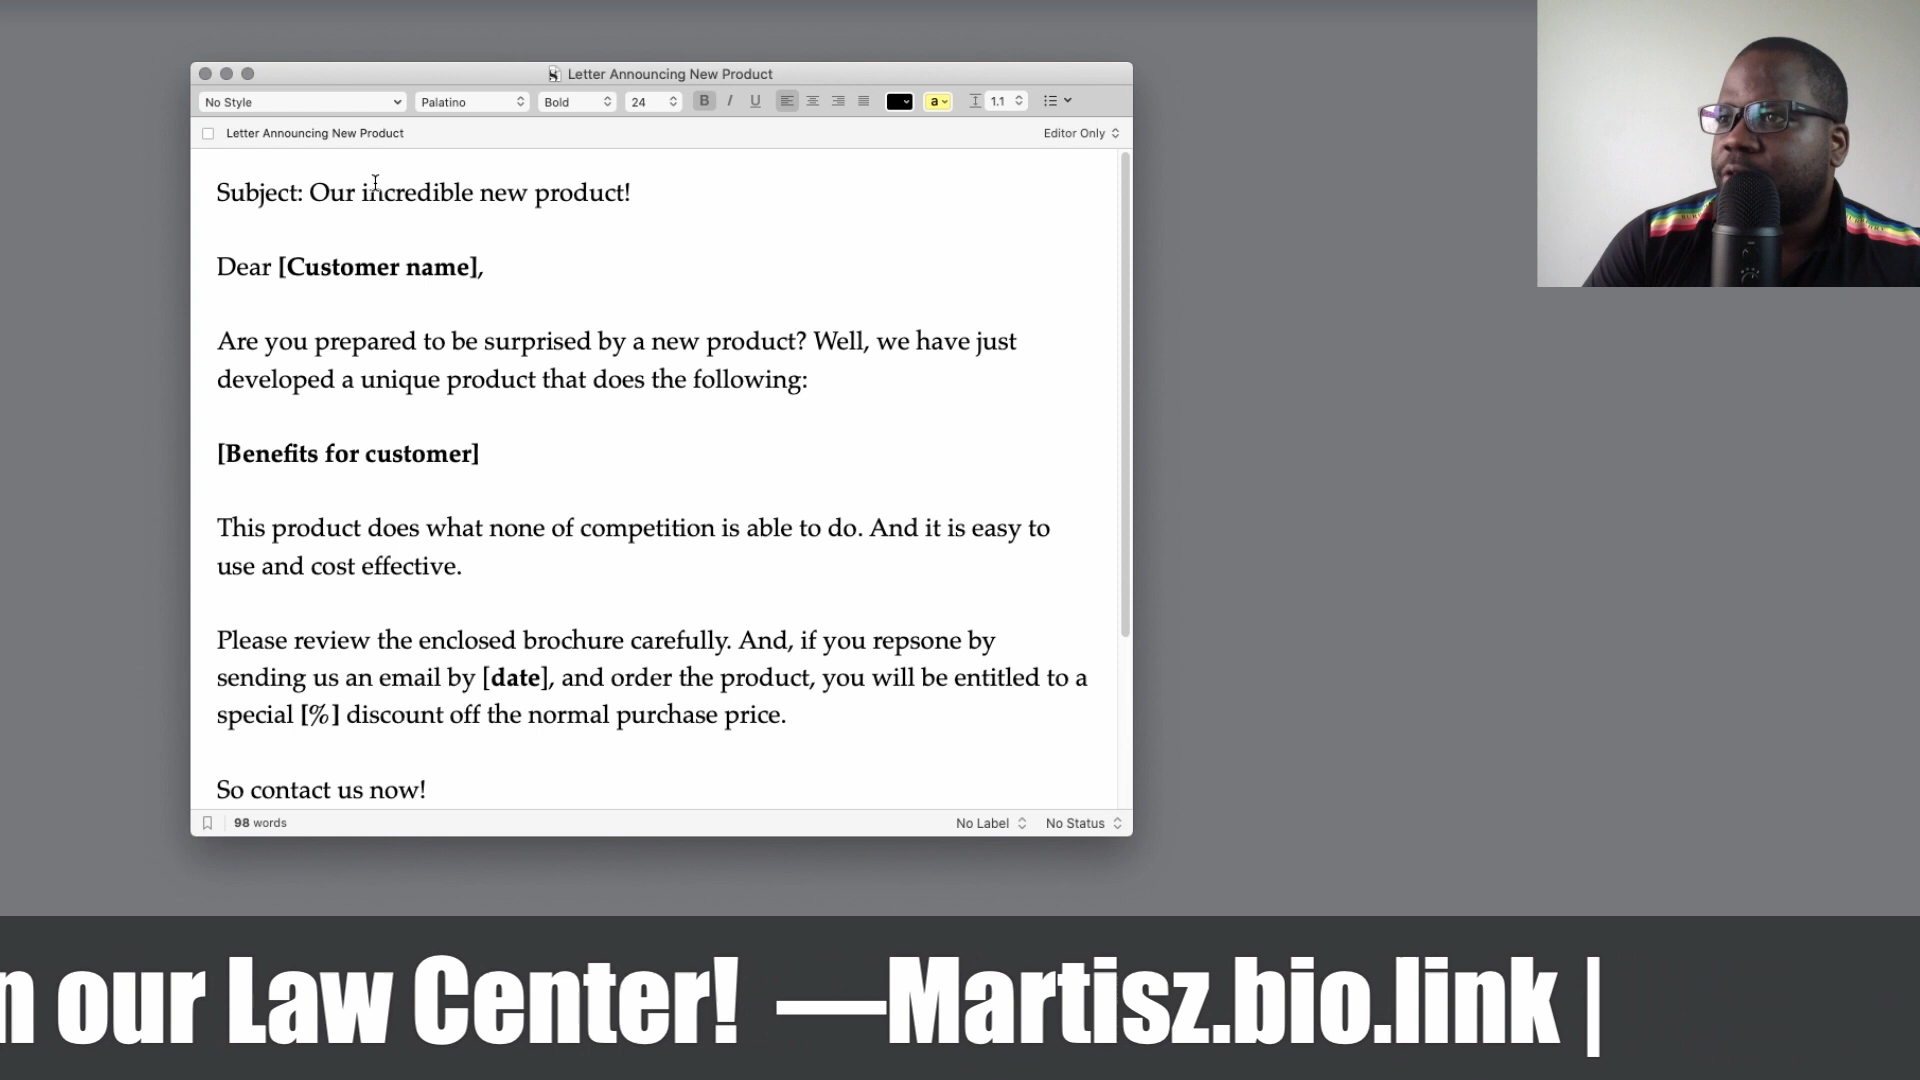 Letter Announcing New Product
No Style Palatino Bold 24 B I U a 1.1
Letter Announcing New Product Editor Only
Subject: Our incredible new product!
Dear [Customer name],
Are you prepared to be surprised by a new product? Well, we have just
developed a unique product that does the following:
[Benefits for customer]
This product does what none of competition is able to do. And it is easy to
use and cost effective.
Please review the enclosed brochure carefully. And, if you repsone by
sending us an email by [date], and order the product, you will be entitled to a
special [%] discount off the normal purchase price.
So contact us now!
98 words No Label No Status
n our Law Center! —Martisz.bio.link |